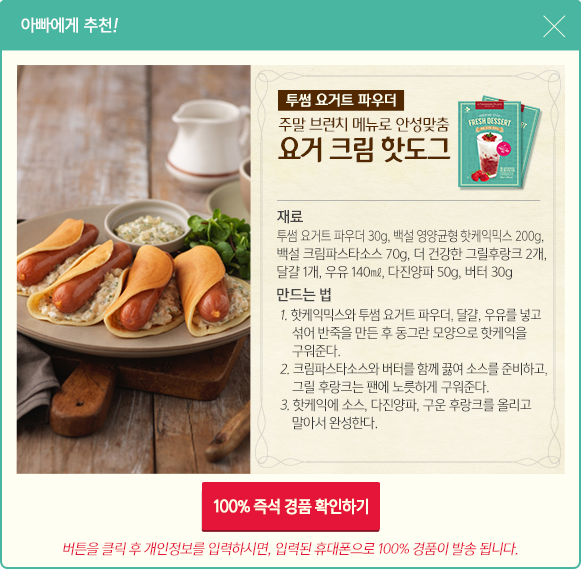 아빠에게 추천!
투썸 요거트 파우더
주말 브런치 메뉴로 안성맞춤
요거 크림 핫도그
FRESH DESSERT
재료
투썸 요거트 파우더 30g, 백설 영양균형 핫케익믹스 200g,
백설 크림파스타소스 70g, 더 건강한 그릴후랑크 2개,
달걀 1개, 우유 140㎖, 다진양파 50g, 버터 30g
만드는 법
1. 핫케익믹스와 투썸 요거트 파우더, 달걀, 우유를 넣고
섞어 반죽을 만든 후 동그란 모양으로 핫케익을
구워준다.
2. 크림파스타소스와 버터를 함께 끓여 소스를 준비하고,
그릴 후랑크는 팬에 노릇하게 구워준다.
3. 핫케익에 소스, 다진양파, 구운 후랑크를 올리고
말아서 완성한다.
100% 즉석 경품 확인하기
버튼을 클릭 후 개인정보를 입력하시면, 입력된 휴대폰으로 100% 경품이 발송 됩니다.